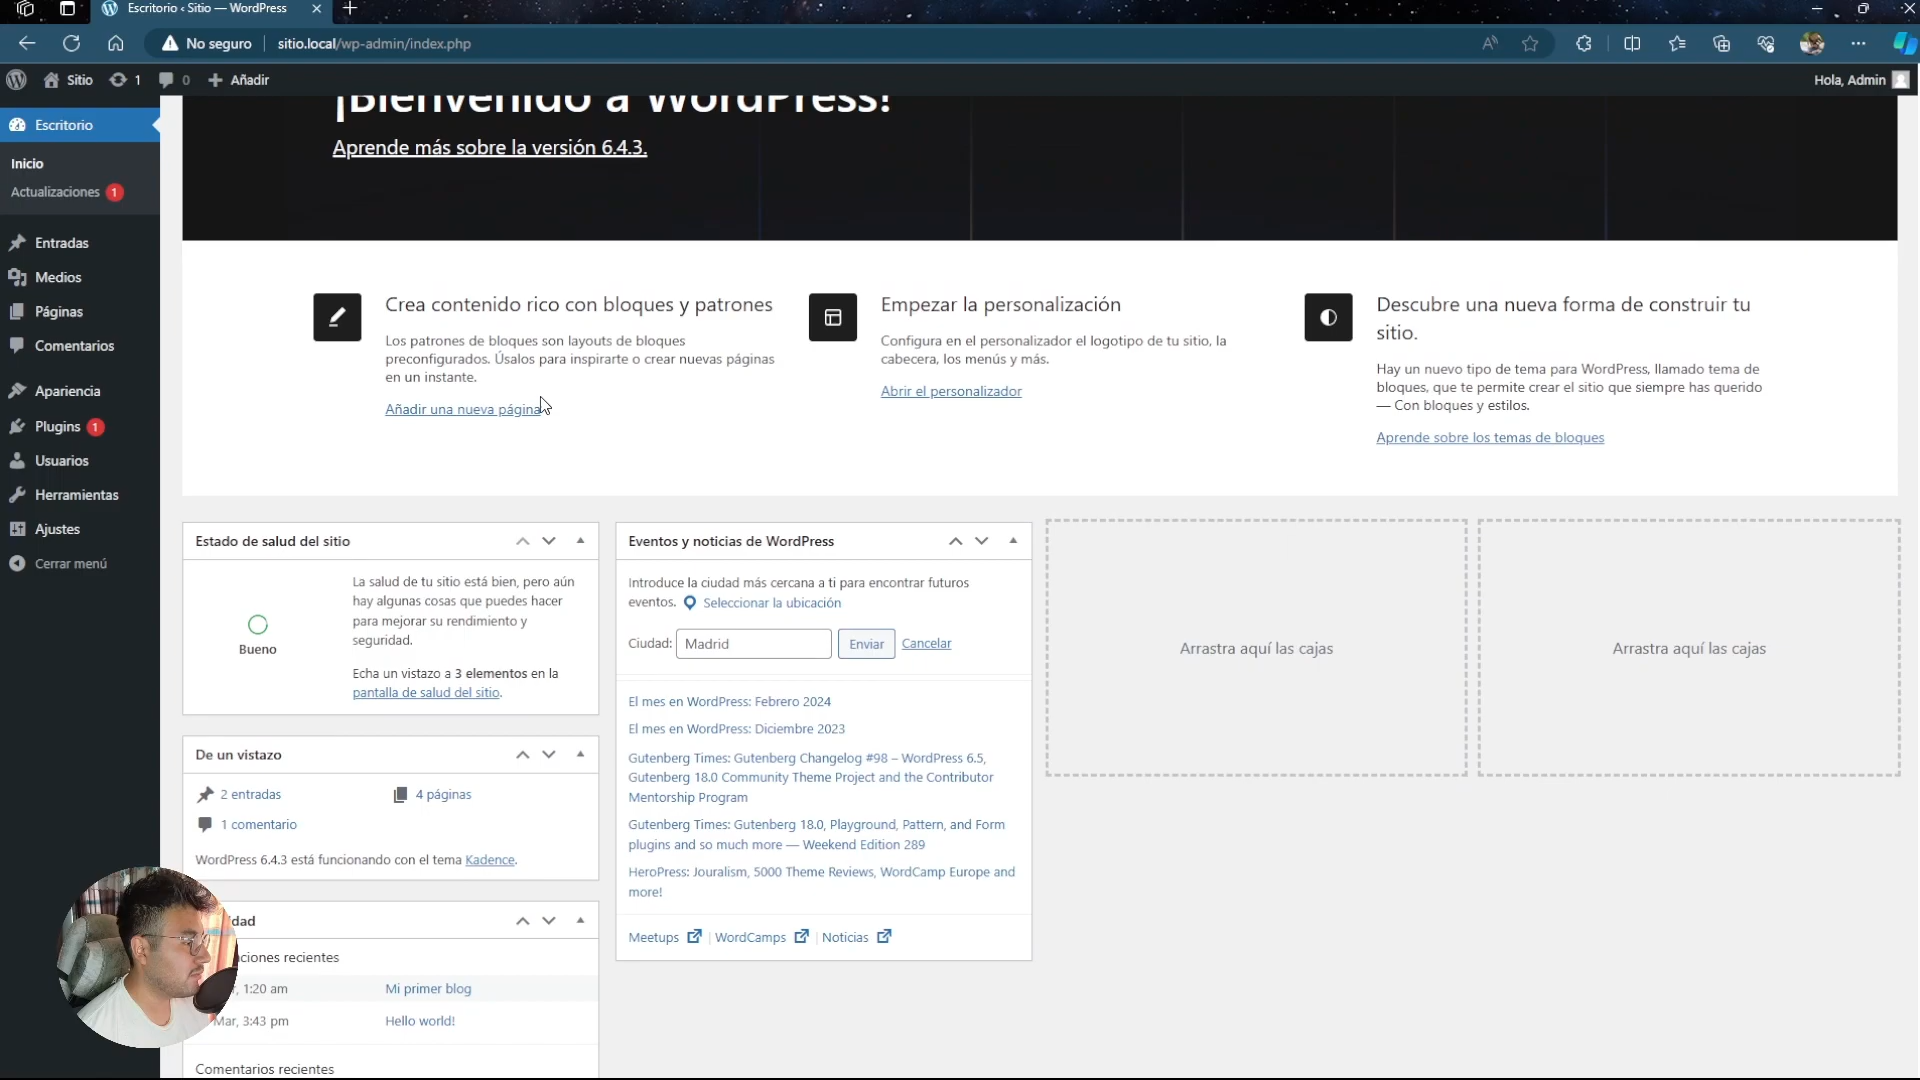 Escritorio ‹ Sitio — WordPress
No seguro
sitio.local/wp-admin/index.php
Sitio
1
0
Añadir
Hola, Admin
Escritorio
Inicio
Actualizaciones 1
Entradas
Medios
Páginas
Comentarios
Apariencia
Plugins 1
Usuarios
Herramientas
Ajustes
Cerrar menú
¡Bienvenido a WordPress!
Aprende más sobre la versión 6.4.3.
Crea contenido rico con bloques y patrones
Los patrones de bloques son layouts de bloques
preconfigurados. Úsalos para inspirarte o crear nuevas páginas
en un instante.
Añadir una nueva página
Empezar la personalización
Configura en el personalizador el logotipo de tu sitio, la
cabecera, los menús y más.
Abrir el personalizador
Descubre una nueva forma de construir tu
sitio.
Hay un nuevo tipo de tema para WordPress, llamado tema de
bloques, que te permite crear el sitio que siempre has querido
— Con bloques y estilos.
Aprende sobre los temas de bloques
Estado de salud del sitio
Bueno
La salud de tu sitio está bien, pero aún
hay algunas cosas que puedes hacer
para mejorar su rendimiento y
seguridad.
Echa un vistazo a 3 elementos en la
pantalla de salud del sitio.
De un vistazo
2 entradas
4 páginas
1 comentario
WordPress 6.4.3 está funcionando con el tema Kadence.
dad
ciones recientes
, 1:20 am
Mi primer blog
Mar, 3:43 pm
Hello world!
Comentarios recientes
Eventos y noticias de WordPress
Introduce la ciudad más cercana a ti para encontrar futuros
eventos. Seleccionar la ubicación
Ciudad: Madrid Enviar Cancelar
El mes en WordPress: Febrero 2024
El mes en WordPress: Diciembre 2023
Gutenberg Times: Gutenberg Changelog #98 – WordPress 6.5,
Gutenberg 18.0 Community Theme Project and the Contributor
Mentorship Program
Gutenberg Times: Gutenberg 18.0, Playground, Pattern, and Form
plugins and so much more — Weekend Edition 289
HeroPress: Jouralism, 5000 Theme Reviews, WordCamp Europe and
more!
Meetups | WordCamps | Noticias
Arrastra aquí las cajas
Arrastra aquí las cajas